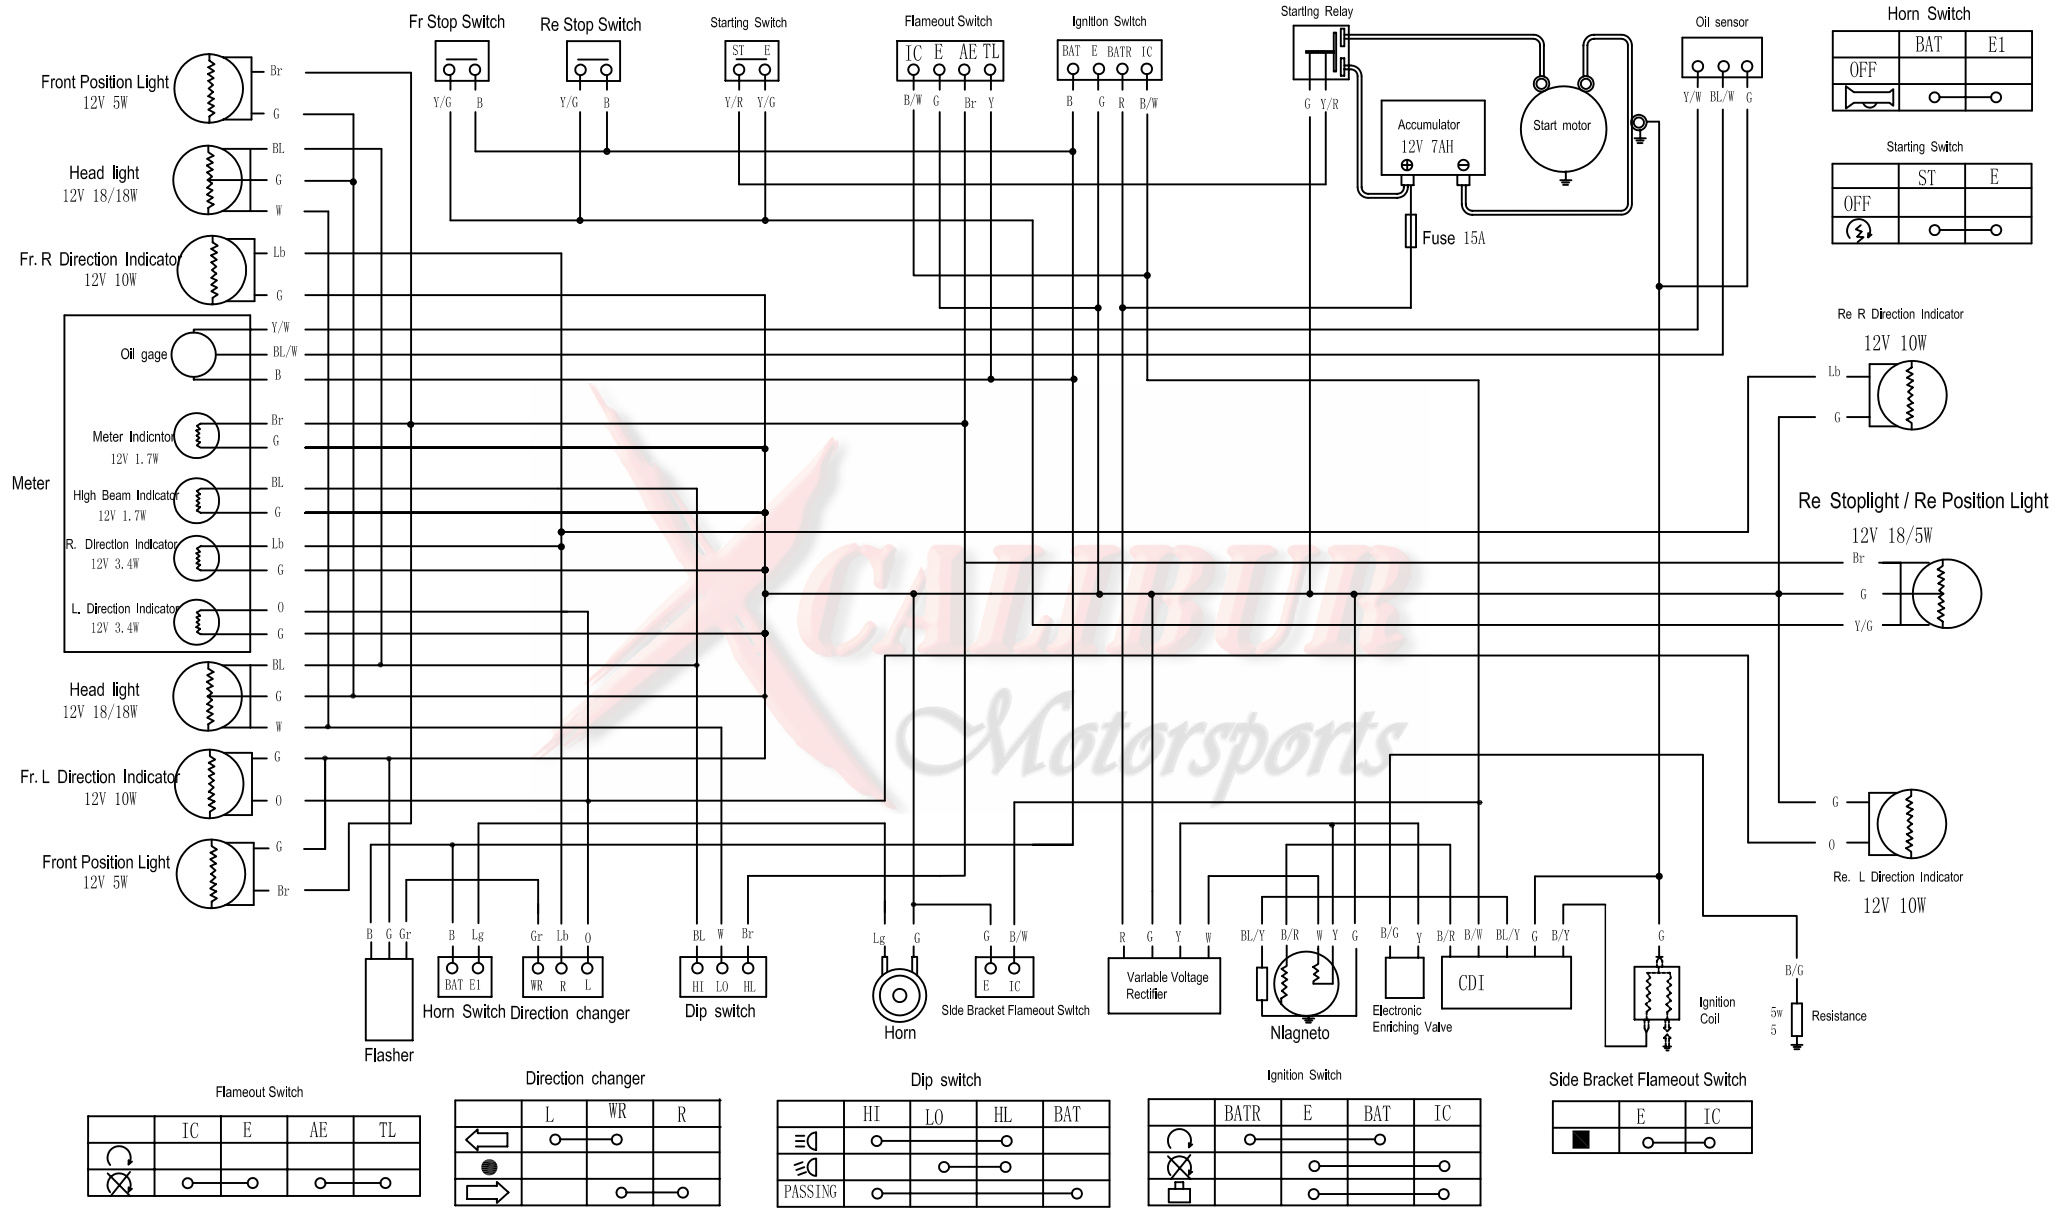 Fr Stop Switch
Re Stop Switch
Starting Switch
Flameout Switch
Ignition Switch
Starting Relay
Oil sensor
Horn Switch
ST E
IC E AE TL
BAT E BATR IC
BAT E1
OFF
Y/G B
Y/G B
Y/R Y/G
B/W G Br Y
B G R B/W
G Y/R
Y/W BL/W G
Accumulator
12V 7AH
Start motor
Fuse 15A
Starting Switch
ST E
OFF
Front Position Light
12V 5W
Br
G
Head light
12V 18/18W
BL
G
W
Fr. R Direction Indicator
12V 10W
Lb
G
Meter
Oil gage
Y/W
BL/W
B
Meter Indicntor
12V 1.7W
Br
G
High Beam Indicator
12V 1.7W
BL
G
R. Direction Indicator
12V 3.4W
Lb
G
L. Direction Indicator
12V 3.4W
O
G
Head light
12V 18/18W
BL
G
W
Fr. L Direction Indicator
12V 10W
G
O
Front Position Light
12V 5W
G
Br
XCALIBUR
Motorsports
Re R Direction Indicator
12V 10W
Lb
G
Re Stoplight / Re Position Light
12V 18/5W
Br
G
Y/G
G
O
Re. L Direction Indicator
12V 10W
B G Gr
Flasher
B Lg
BAT E1
Horn Switch
Gr Lb O
WR R L
Direction changer
BL W Br
HI LO HL
Dip switch
Lg G
Horn
G B/W
E IC
Side Bracket Flameout Switch
R G Y W
Variable Voltage
Rectifier
BL/Y B/R W Y G
Nlagneto
B/G Y
Electronic
Enriching Valve
B/R B/W BL/Y G B/Y
CDI
G
Ignition
Coil
B/G
5w
5
Resistance
Flameout Switch
IC E AE TL
Direction changer
L WR R
Dip switch
HI LO HL BAT
PASSING
Ignition Switch
BATR E BAT IC
Side Bracket Flameout Switch
E IC